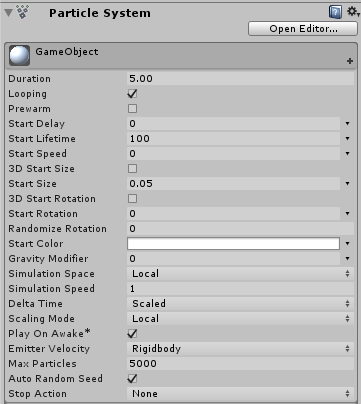 Particle System
Open Editor...
GameObject
Duration 5.00
Looping
Prewarm
Start Delay 0
Start Lifetime 100
Start Speed 0
3D Start Size
Start Size 0.05
3D Start Rotation
Start Rotation 0
Randomize Rotation 0
Start Color
Gravity Modifier 0
Simulation Space Local
Simulation Speed 1
Delta Time Scaled
Scaling Mode Local
Play On Awake*
Emitter Velocity Rigidbody
Max Particles 5000
Auto Random Seed
Stop Action None